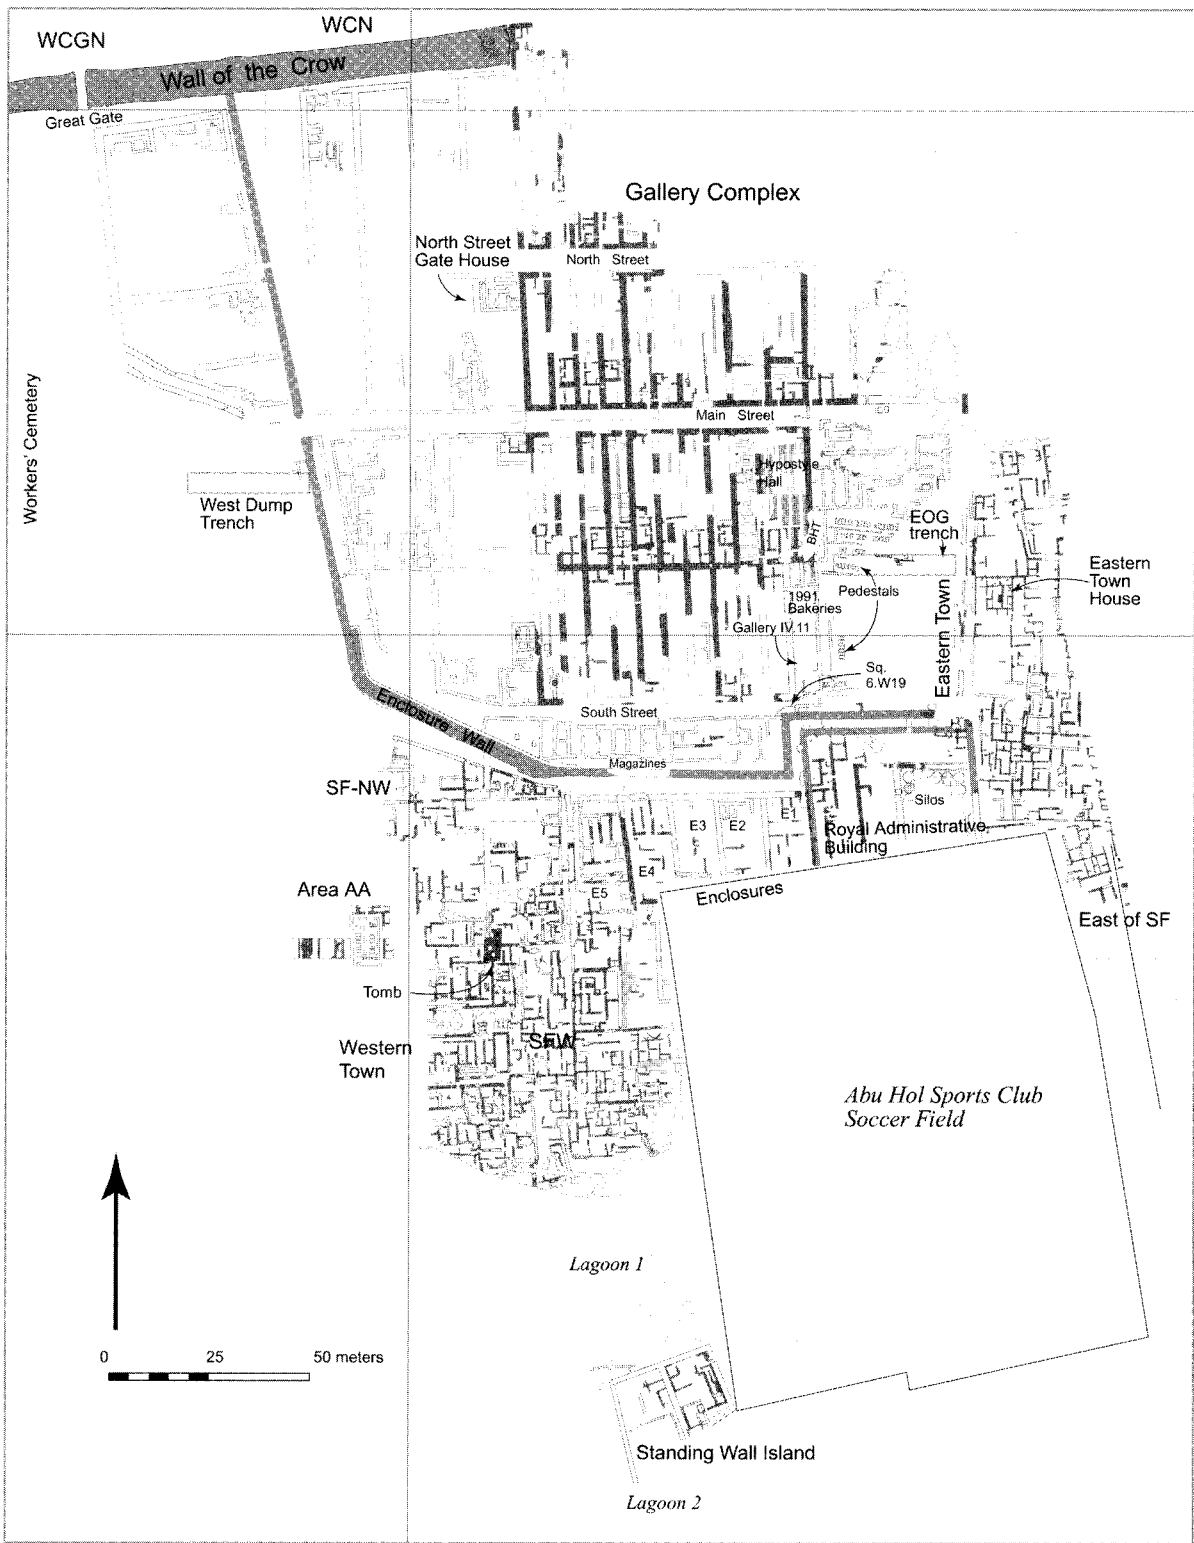 WCN
WCGN
Wall of the Crow
Great Gate
Gallery Complex
North Street
Gate House
North Street
Workers' Cemetery
Main Street
Hypostyle
Hall
West Dump
Trench
BHT
EOG
trench
Eastern
Town
House
1991
Bakeries
Pedestals
Gallery IV.11
Eastern Town
Sq.
6.W19
South Street
Enclosure Wall
Magazines
SF-NW
Silos
E1
E2
E3
E4
E5
Royal Administrative
Building
Enclosures
Area AA
East of SF
Tomb
SFW
Western
Town
Abu Hol Sports Club
Soccer Field
Lagoon 1
0 25 50 meters
Standing Wall Island
Lagoon 2